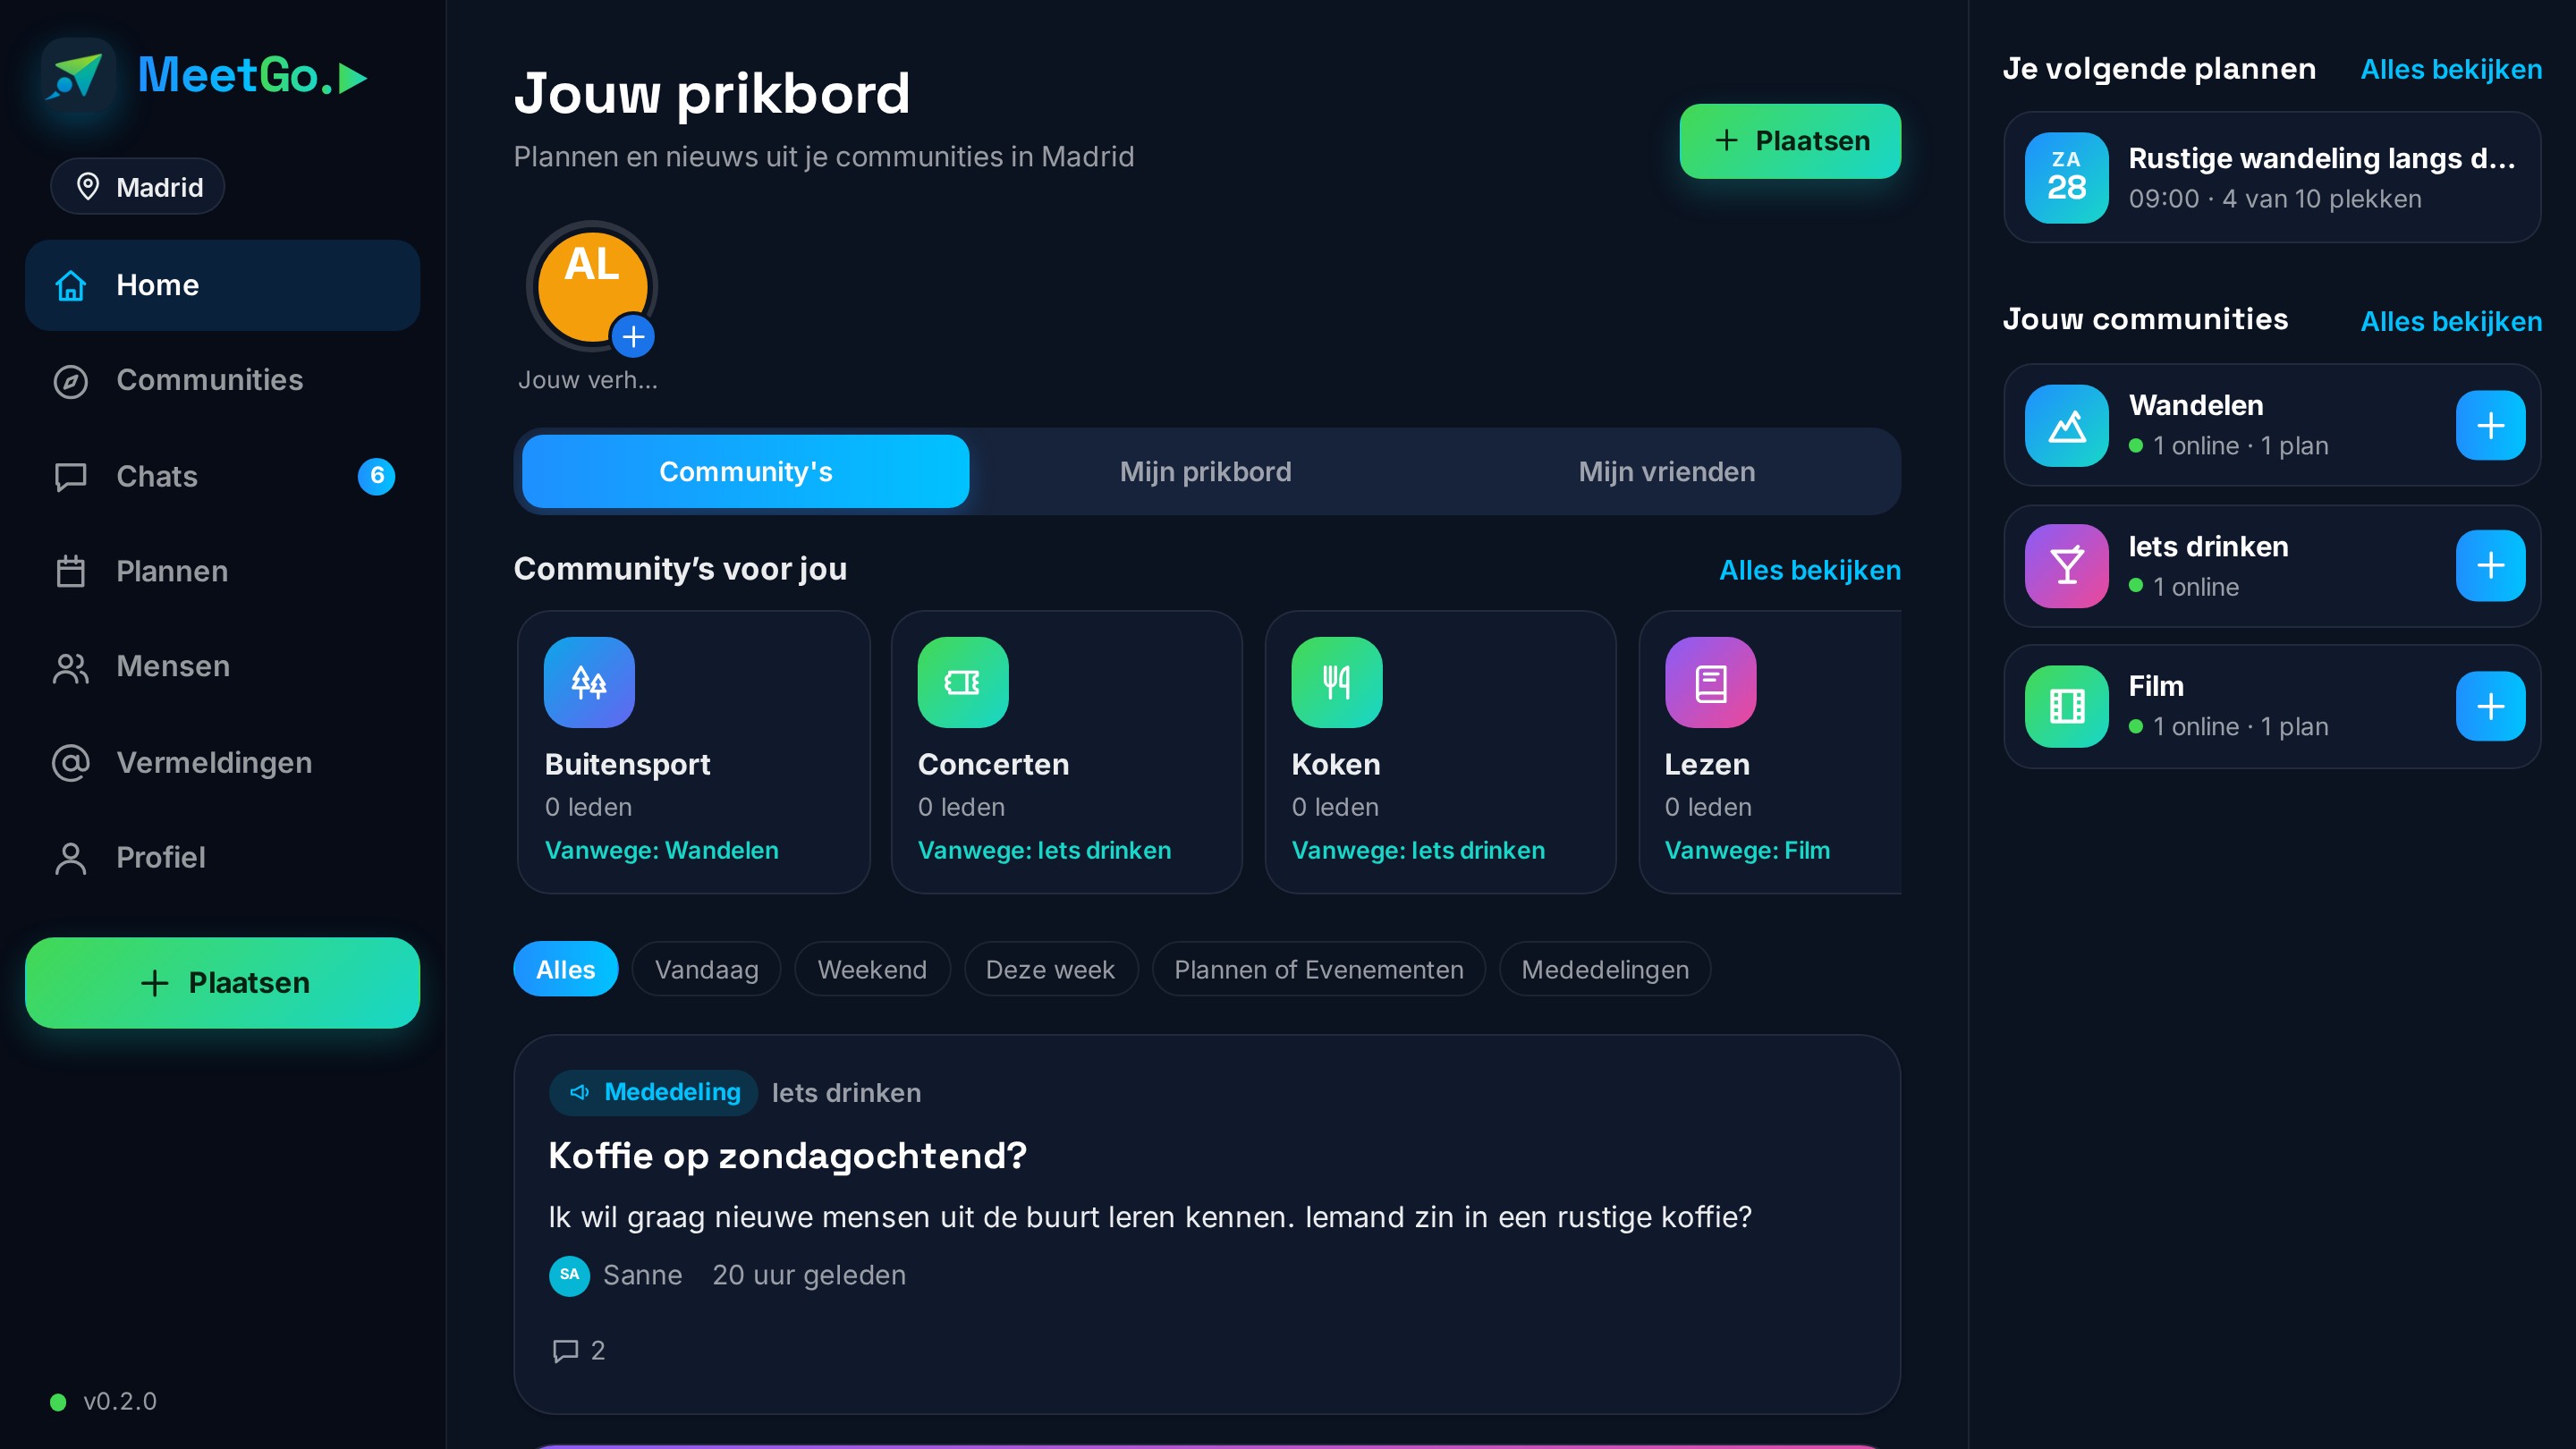 MeetGo.
Madrid
Home
Communities
Chats
6
Plannen
Mensen
Vermeldingen
Profiel
Plaatsen
v0.2.0
Jouw prikbord
Plannen en nieuws uit je communities in Madrid
Plaatsen
AL
Jouw verh...
Community's
Mijn prikbord
Mijn vrienden
Community’s voor jou
Alles bekijken
Buitensport
0 leden
Vanwege: Wandelen
Concerten
0 leden
Vanwege: Iets drinken
Koken
0 leden
Vanwege: Iets drinken
Lezen
0 leden
Vanwege: Film
Alles
Vandaag
Weekend
Deze week
Plannen of Evenementen
Mededelingen
Mededeling
Iets drinken
Koffie op zondagochtend?
Ik wil graag nieuwe mensen uit de buurt leren kennen. Iemand zin in een rustige koffie?
SA
Sanne
20 uur geleden
2
Je volgende plannen
Alles bekijken
ZA
28
Rustige wandeling langs d...
09:00 · 4 van 10 plekken
Jouw communities
Alles bekijken
Wandelen
1 online · 1 plan
Iets drinken
1 online
Film
1 online · 1 plan